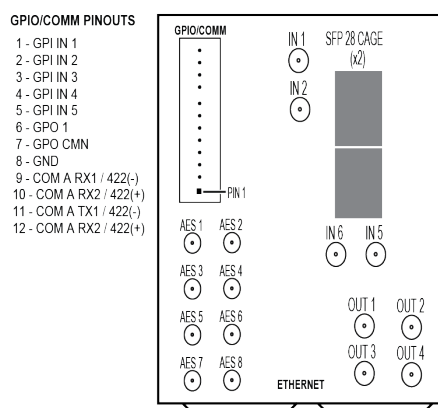 GPIO/COMM PINOUTS
1 - GPI IN 1
2 - GPI IN 2
3 - GPI IN 3
4 - GPI IN 4
5 - GPI IN 5
6 - GPO 1
7 - GPO CMN
8 - GND
9 - COM A RX1 / 422(-)
10 - COM A RX2 / 422(+)
11 - COM A TX1 / 422(-)
12 - COM A RX2 / 422(+)
GPIO/COMM
PIN 1
IN 1
SFP 28 CAGE
(x2)
IN 2
AES 1 AES 2
AES 3 AES 4
AES 5 AES 6
AES 7 AES 8
IN 6 IN 5
OUT 1 OUT 2
OUT 3 OUT 4
ETHERNET